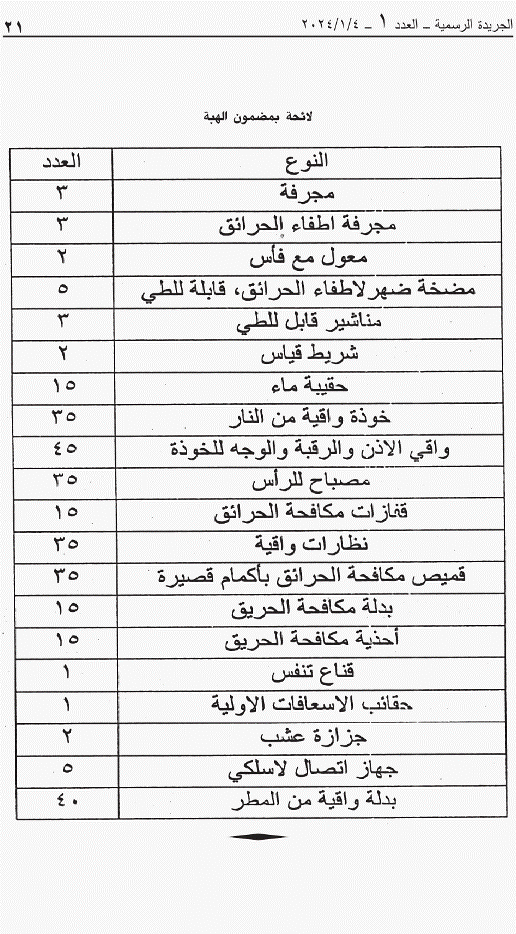 الجريدة الرسمية ــ العدد ١ ــ ٢٠٢٤/١/٤ ٢١
لائحة بمضمون الهبة
النوع العدد
مجرفة ٣
مجرفة اطفاء الحرائق ٣
معول مع فأس ٢
مضخة ضهر لاطفاء الحرائق، قابلة للطي ٥
مناشير قابل للطي ٣
شريط قياس ٢
حقيبة ماء ١٥
خوذة واقية من النار ٣٥
واقي الاذن والرقبة والوجه للخوذة ٤٥
مصباح للرأس ٣٥
قفازات مكافحة الحرائق ١٥
نظارات واقية ٣٥
قميص مكافحة الحرائق بأكمام قصيرة ٣٥
بدلة مكافحة الحريق ١٥
أحذية مكافحة الحريق ١٥
قناع تنفس ١
حقائب الاسعافات الاولية ١
جزازة عشب ٢
جهاز اتصال لاسلكي ٥
بدلة واقية من المطر ٤٠